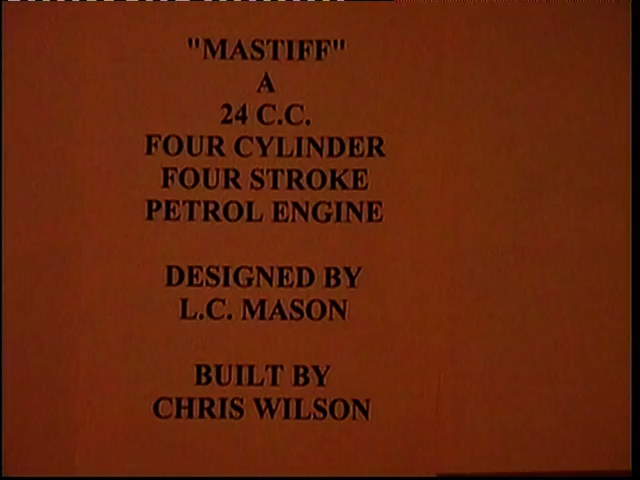 "MASTIFF"
A
24 C.C.
FOUR CYLINDER
FOUR STROKE
PETROL ENGINE
DESIGNED BY
L.C. MASON
BUILT BY
CHRIS WILSON